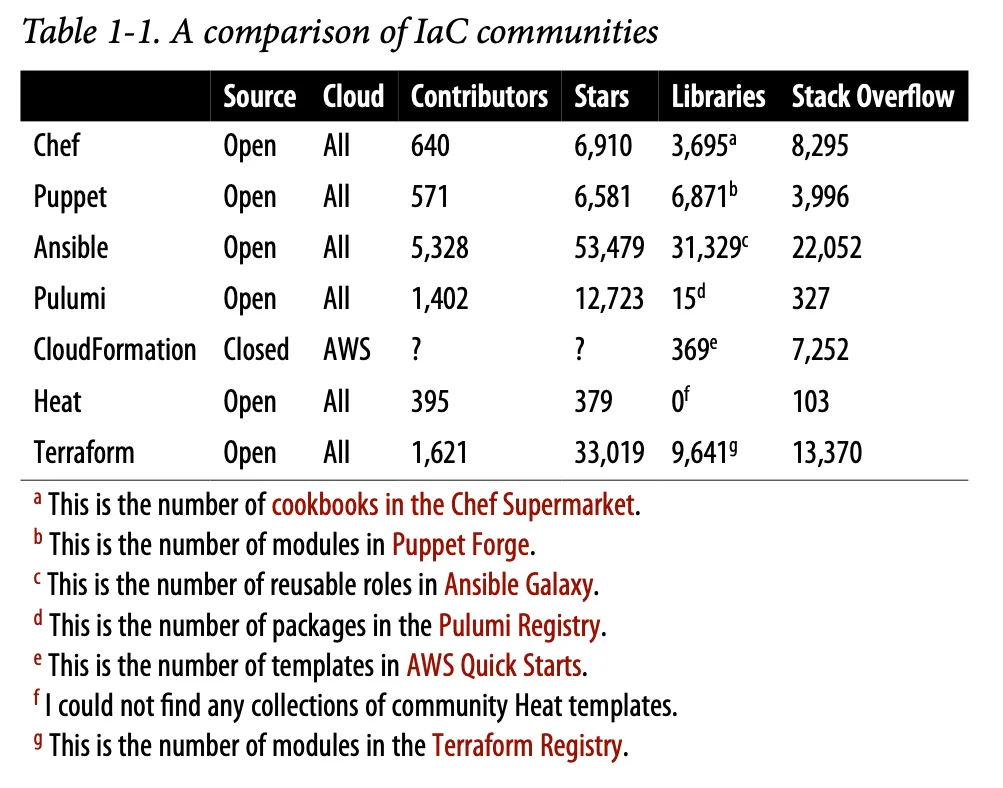 Table 1-1. A comparison of IaC communities
Source Cloud Contributors Stars Libraries Stack Overflow
Chef Open All 640 6,910 3,695a 8,295
Puppet Open All 571 6,581 6,871b 3,996
Ansible Open All 5,328 53,479 31,329c 22,052
Pulumi Open All 1,402 12,723 15d 327
CloudFormation Closed AWS ? ? 369e 7,252
Heat Open All 395 379 0f 103
Terraform Open All 1,621 33,019 9,641g 13,370
a This is the number of cookbooks in the Chef Supermarket.
b This is the number of modules in Puppet Forge.
c This is the number of reusable roles in Ansible Galaxy.
d This is the number of packages in the Pulumi Registry.
e This is the number of templates in AWS Quick Starts.
f I could not find any collections of community Heat templates.
g This is the number of modules in the Terraform Registry.